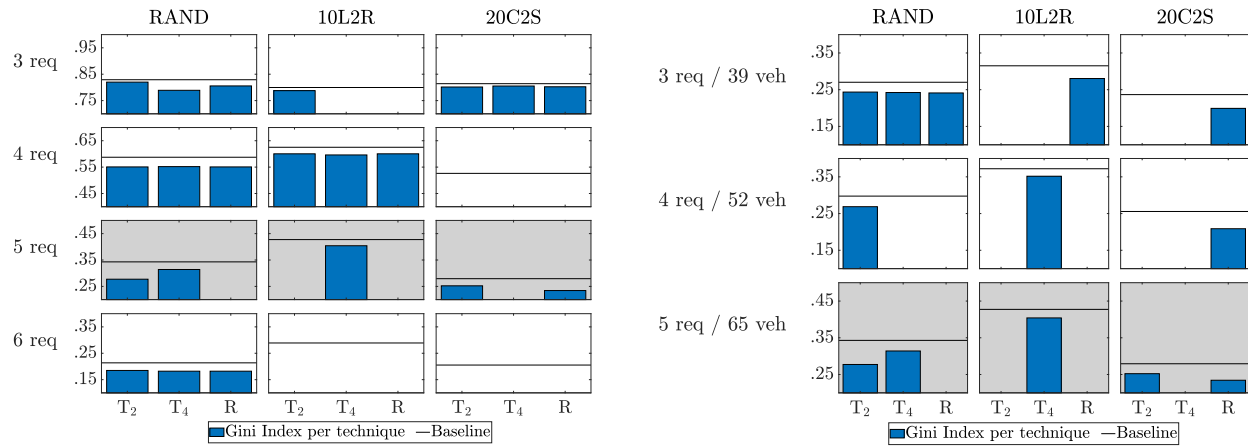 RAND 10L2R 20C2S
3 req
.95
.85
.75
4 req
.65
.55
.45
5 req
.45
.35
.25
6 req
.35
.25
.15
T₂ T₄ R T₂ T₄ R T₂ T₄ R
Gini Index per technique Baseline
RAND 10L2R 20C2S
3 req / 39 veh
.35
.25
.15
4 req / 52 veh
.35
.25
.15
5 req / 65 veh
.45
.35
.25
T₂ T₄ R T₂ T₄ R T₂ T₄ R
Gini Index per technique Baseline